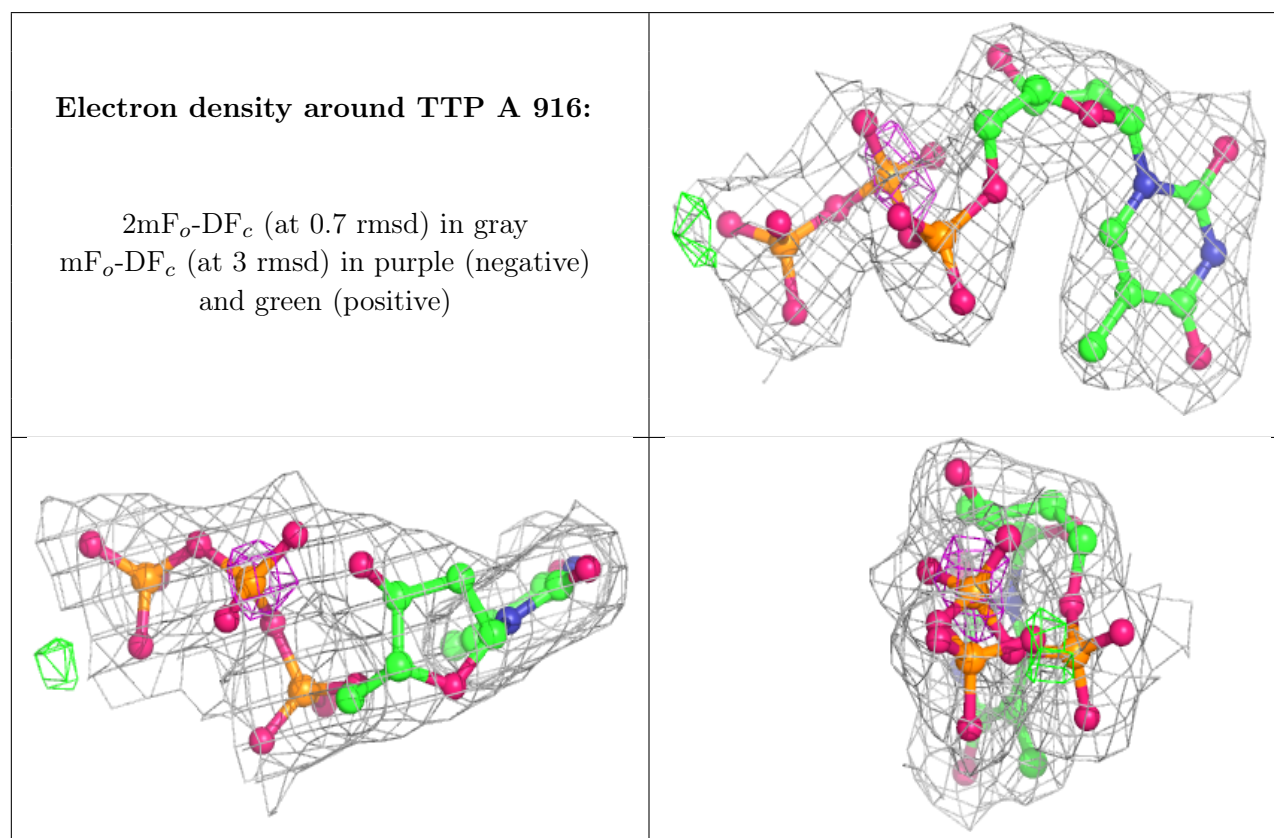 Electron density around TTP A 916:
2mFo-DFc (at 0.7 rmsd) in gray
mFo-DFc (at 3 rmsd) in purple (negative)
and green (positive)